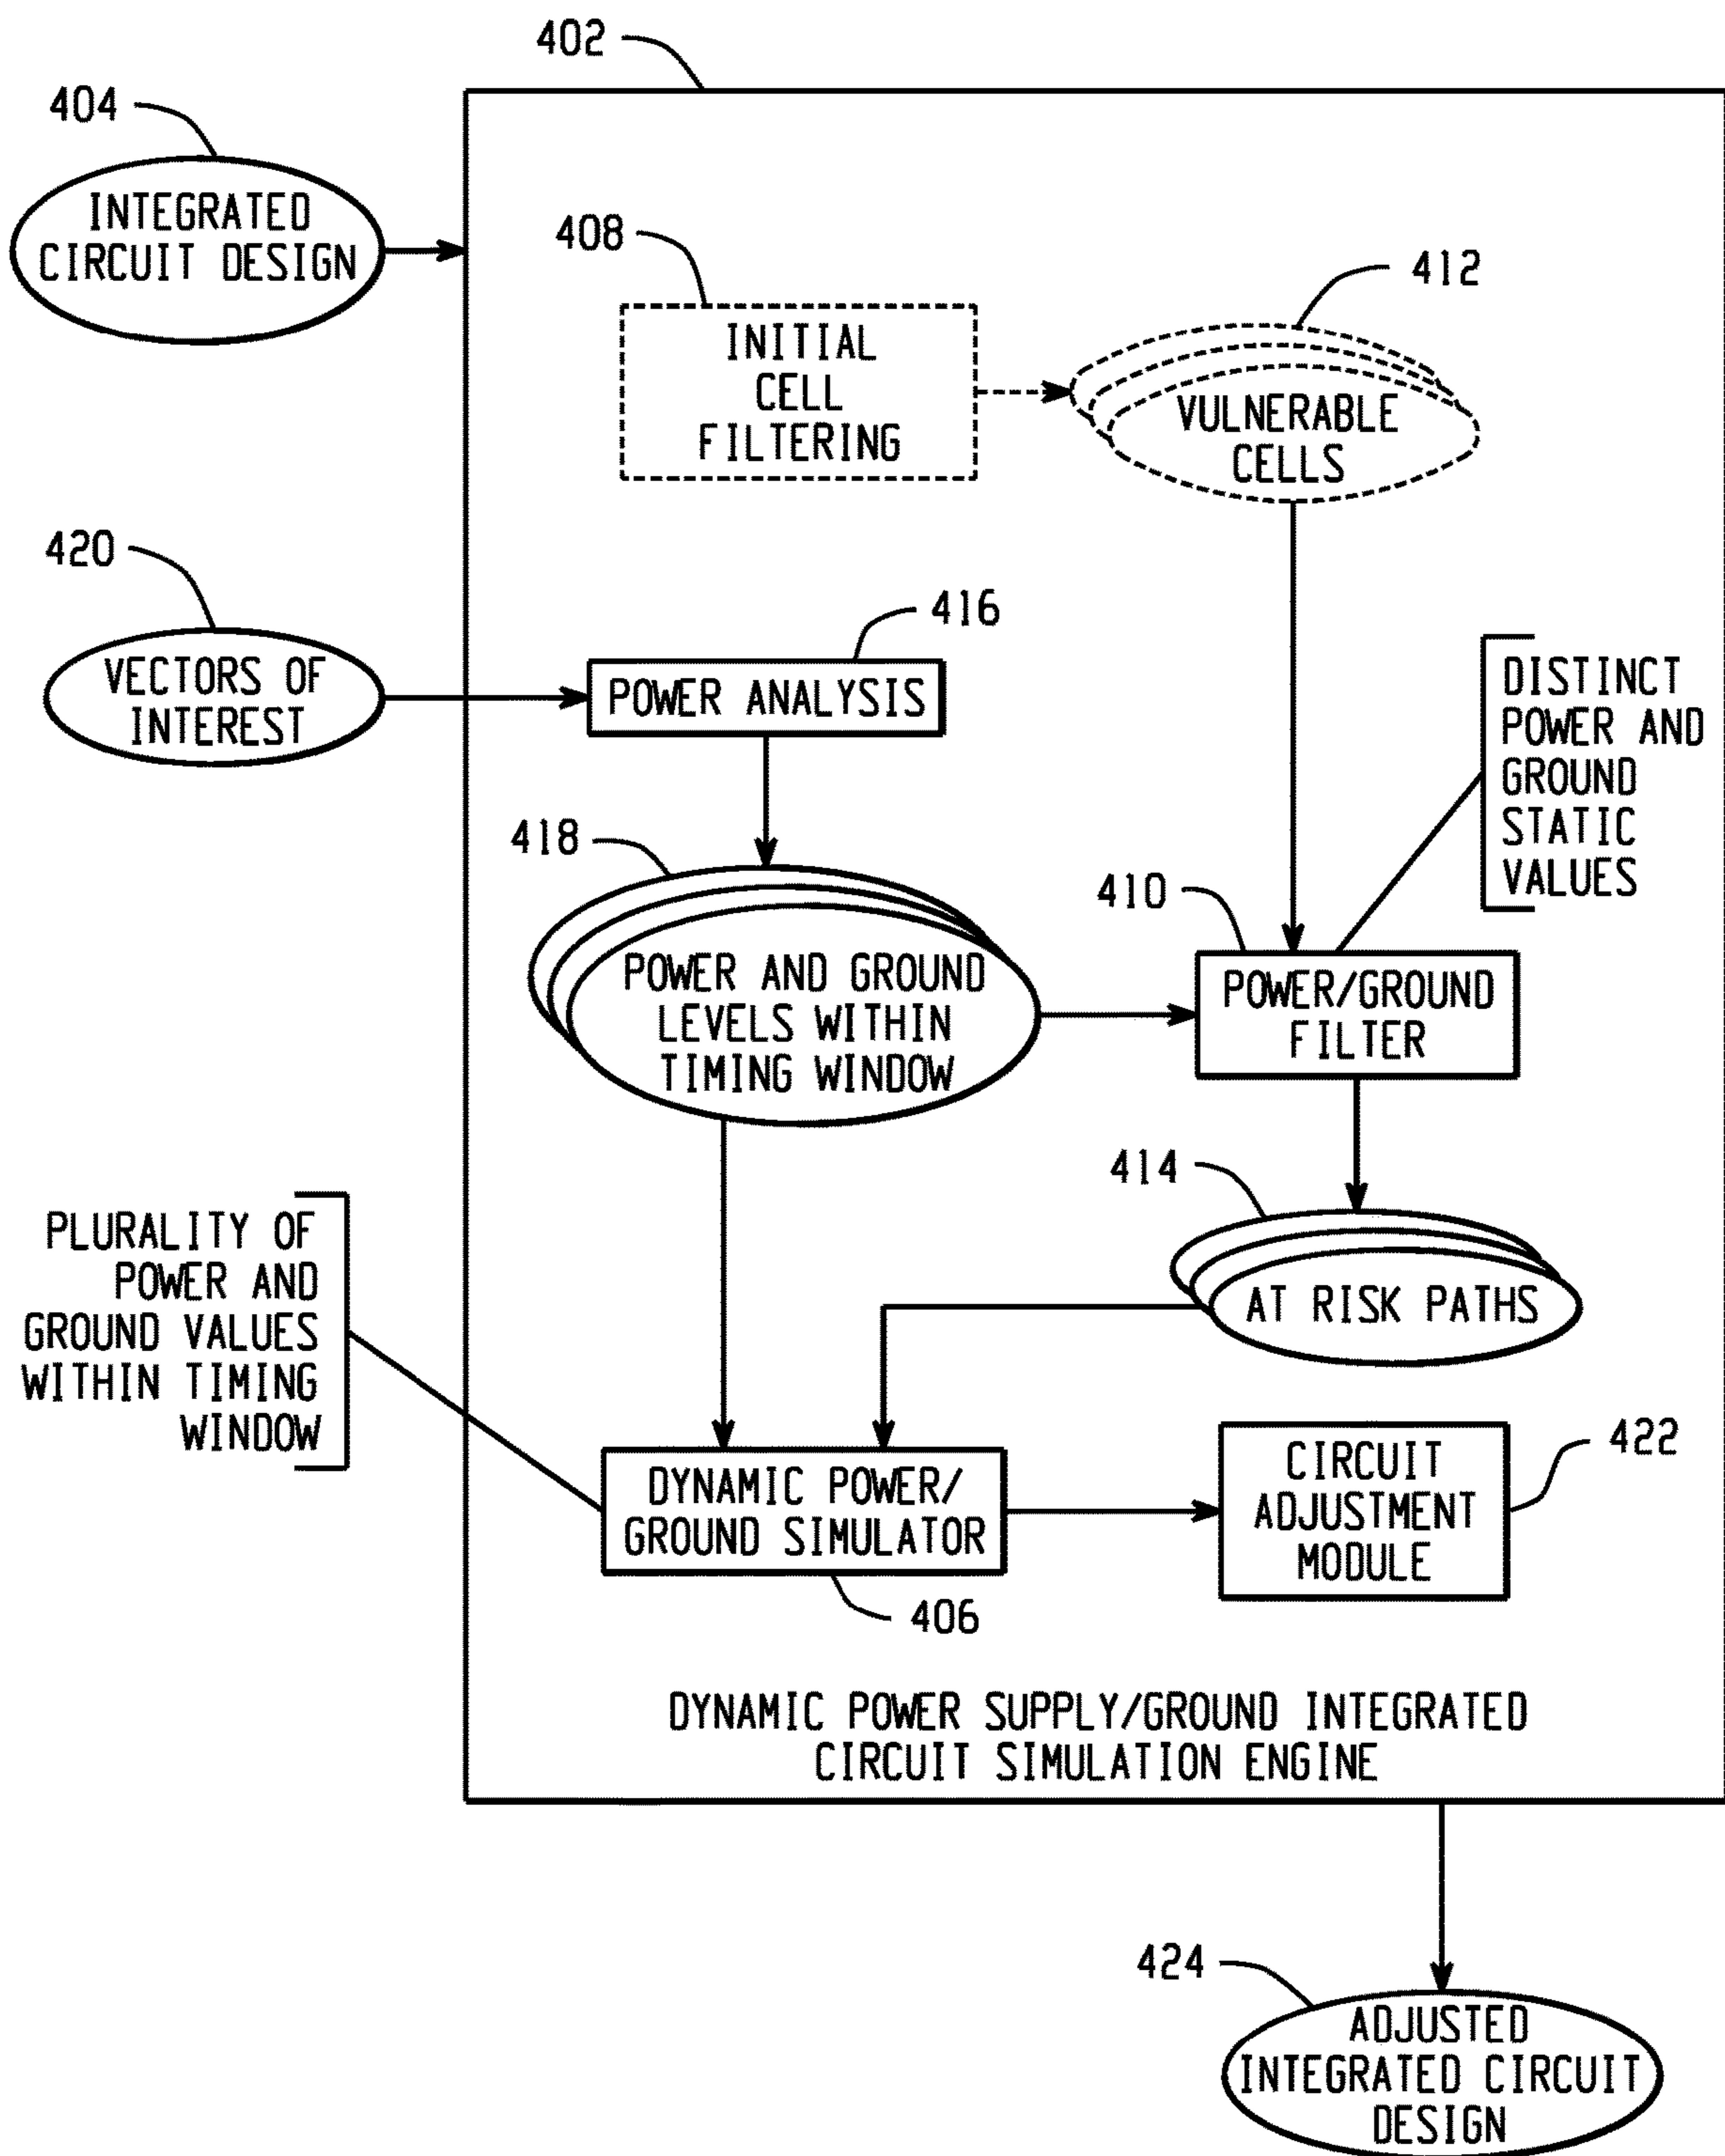 402
404
INTEGRATED
CIRCUIT DESIGN
408
INITIAL
CELL
FILTERING
412
VULNERABLE
CELLS
420
VECTORS OF
INTEREST
416
POWER ANALYSIS
DISTINCT
POWER AND
GROUND
STATIC
VALUES
418
POWER AND GROUND
LEVELS WITHIN
TIMING WINDOW
410
POWER/GROUND
FILTER
414
AT RISK PATHS
PLURALITY OF
POWER AND
GROUND VALUES
WITHIN TIMING
WINDOW
DYNAMIC POWER/
GROUND SIMULATOR
406
CIRCUIT
ADJUSTMENT
MODULE
422
DYNAMIC POWER SUPPLY/GROUND INTEGRATED
CIRCUIT SIMULATION ENGINE
424
ADJUSTED
INTEGRATED CIRCUIT
DESIGN